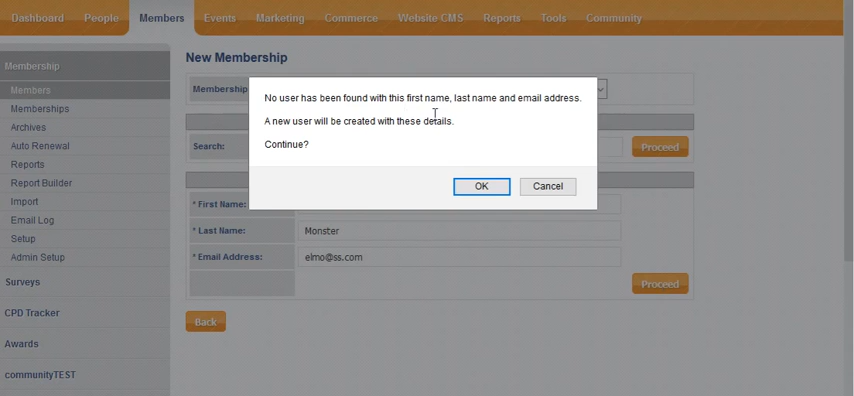 Dashboard People Members Events Marketing Commerce Website CMS Reports Tools Community
New Membership
Membership
Members
Memberships
Archives
Auto Renewal
Reports
Report Builder
Import
Email Log
Setup
Admin Setup
Surveys
CPD Tracker
Awards
communityTEST
Membership
No user has been found with this first name, last name and email address.
A new user will be created with these details.
Continue?
OK Cancel
Search: Proceed
* First Name:
* Last Name: Monster
* Email Address: elmo@ss.com
Proceed
Back